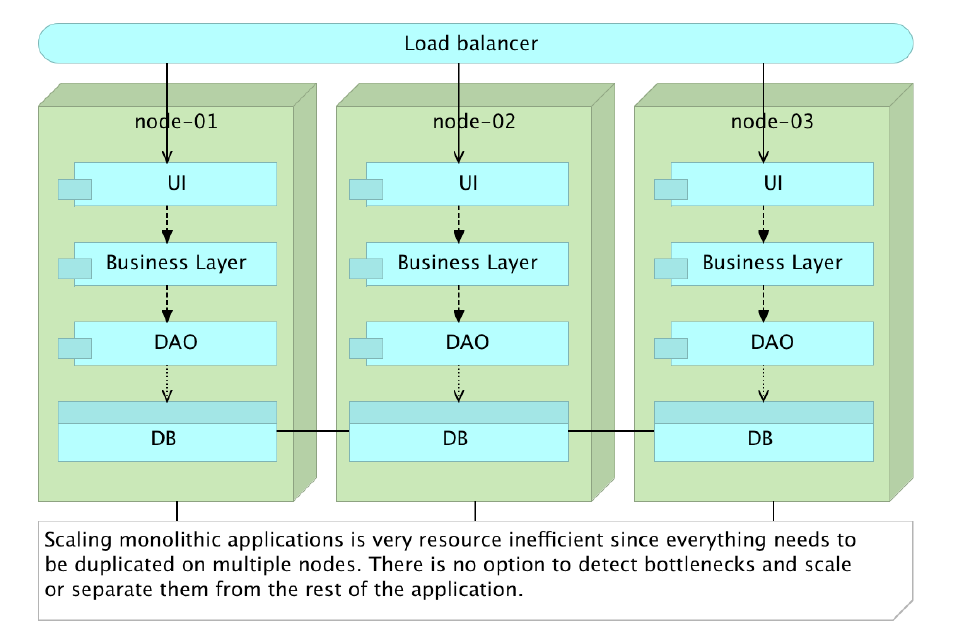 Load balancer
node-01
node-02
node-03
UI
UI
UI
Business Layer
Business Layer
Business Layer
DAO
DAO
DAO
DB
DB
DB
Scaling monolithic applications is very resource inefficient since everything needs to
be duplicated on multiple nodes. There is no option to detect bottlenecks and scale
or separate them from the rest of the application.